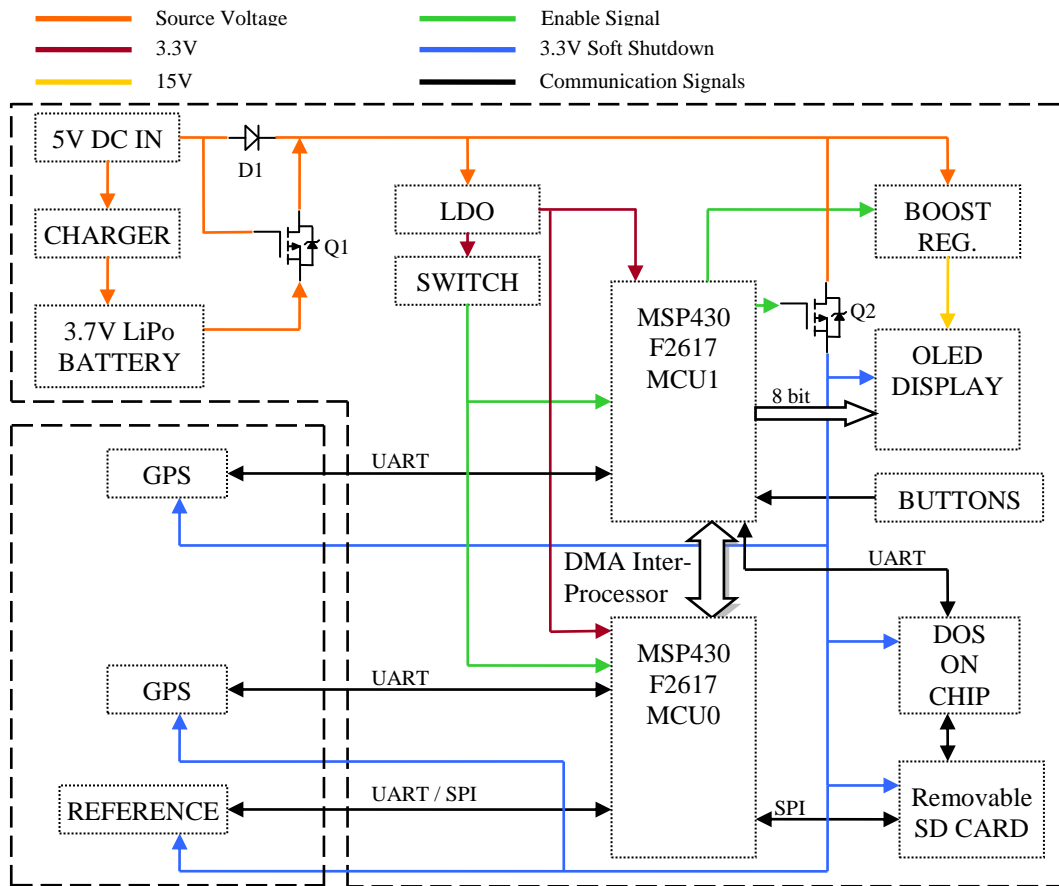 Source Voltage
Enable Signal
3.3V
3.3V Soft Shutdown
15V
Communication Signals
5V DC IN
D1
CHARGER
Q1
3.7V LiPo
BATTERY
LDO
SWITCH
MSP430
F2617
MCU1
BOOST
REG.
Q2
OLED
DISPLAY
8 bit
BUTTONS
GPS
UART
DMA Inter-
Processor
UART
DOS
ON
CHIP
MSP430
F2617
MCU0
GPS
UART
REFERENCE
UART / SPI
SPI
Removable
SD CARD